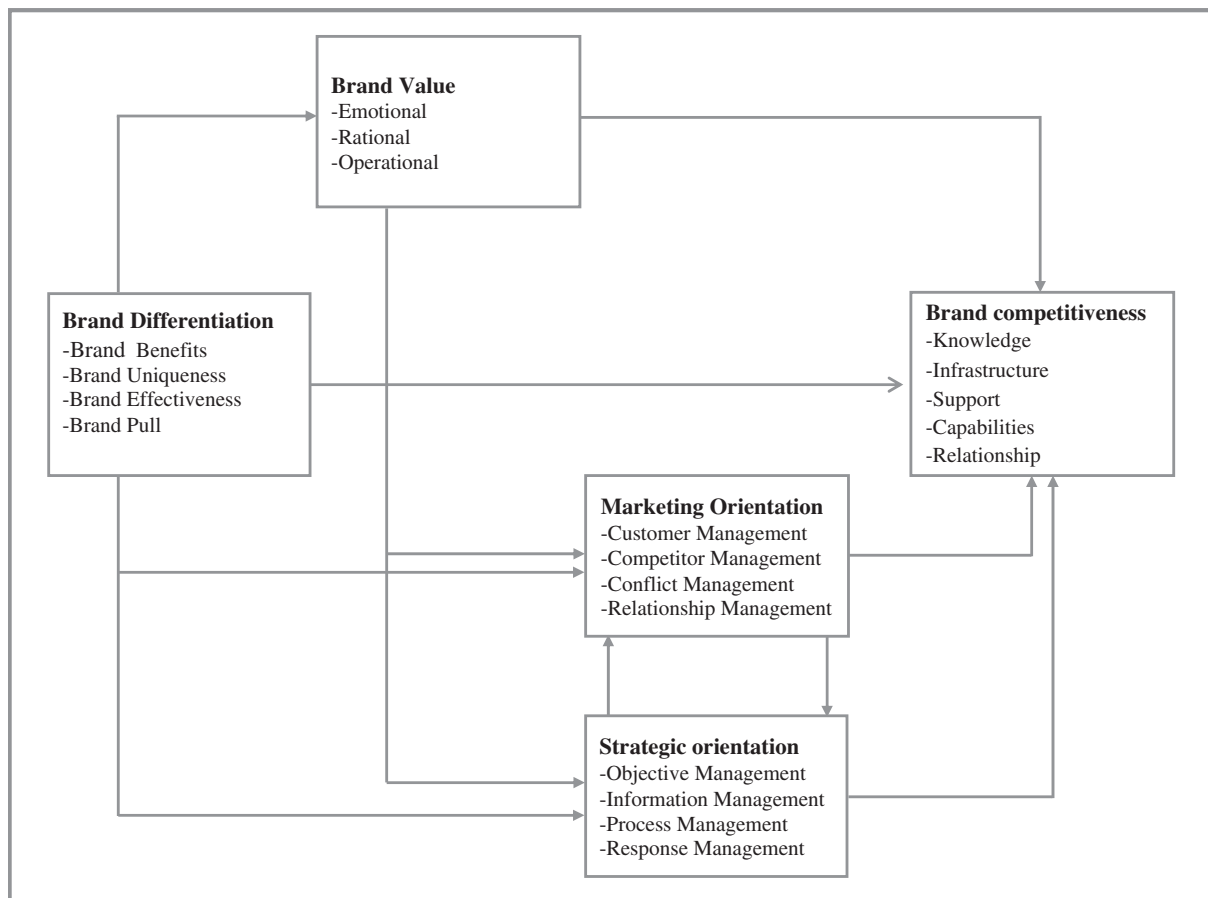 Brand Value
-Emotional
-Rational
-Operational
Brand Differentiation
-Brand Benefits
-Brand Uniqueness
-Brand Effectiveness
-Brand Pull
Brand competitiveness
-Knowledge
-Infrastructure
-Support
-Capabilities
-Relationship
Marketing Orientation
-Customer Management
-Competitor Management
-Conflict Management
-Relationship Management
Strategic orientation
-Objective Management
-Information Management
-Process Management
-Response Management